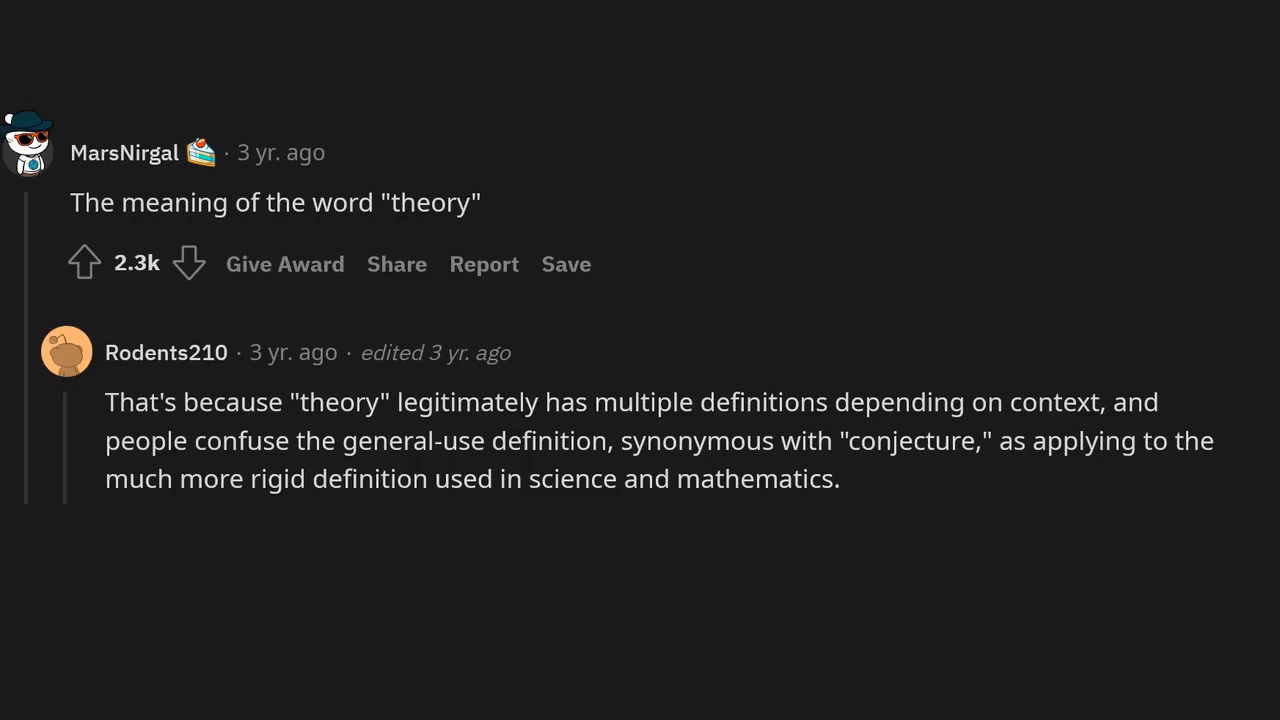 MarsNirgal · 3 yr. ago
The meaning of the word "theory"
2.3k Give Award Share Report Save
Rodents210 · 3 yr. ago · edited 3 yr. ago
That's because "theory" legitimately has multiple definitions depending on context, and
people confuse the general-use definition, synonymous with "conjecture," as applying to the
much more rigid definition used in science and mathematics.